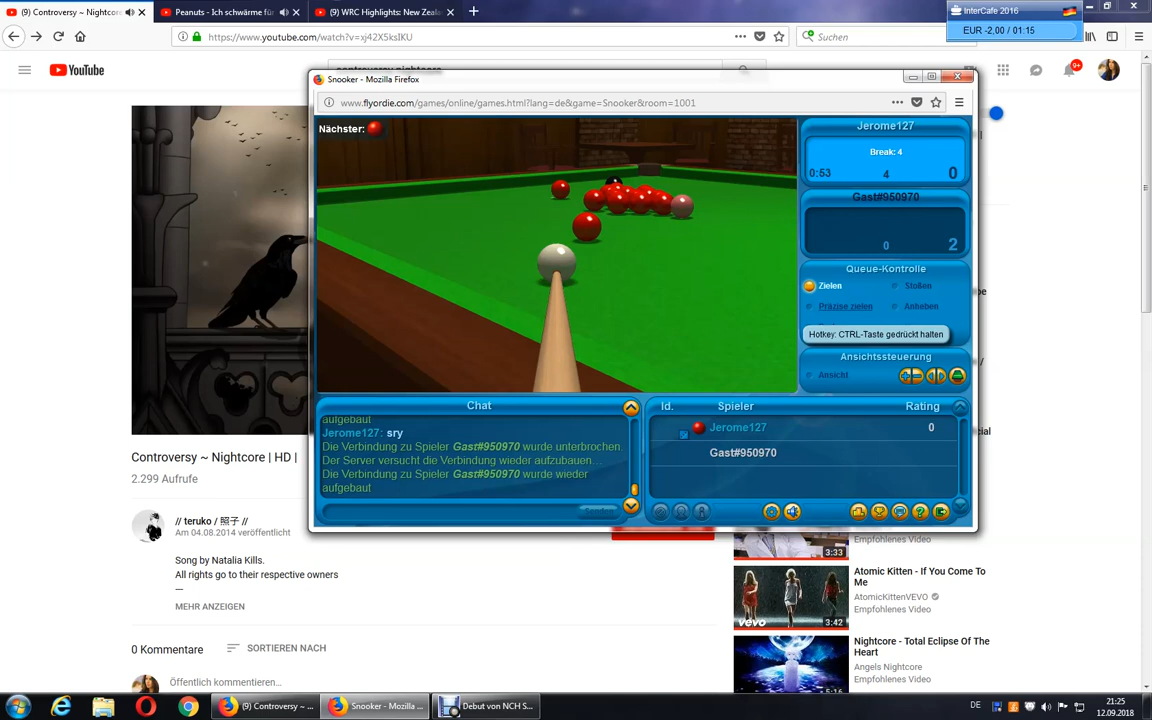 (9) Controversy ~ Nightcore
Peanuts - Ich schwärme für
(9) WRC Highlights: New Zeala
InterCafe 2016
EUR -2,00 / 01:15
https://www.youtube.com/watch?v=xj42X5ksIKU
Suchen
YouTube
controversy nightcore
9+
Snooker - Mozilla Firefox
www.flyordie.com/games/online/games.html?lang=de&game=Snooker&room=1001
Nächster:
Jerome127
Break: 4
0:53
4
0
Gast#950970
0
2
Queue-Kontrolle
Zielen
Stoßen
Präzise zielen
Anheben
Hotkey: CTRL-Taste gedrückt halten
Ansichtssteuerung
Ansicht
Chat
aufgebaut
Jerome127: sry
Die Verbindung zu Spieler Gast#950970 wurde unterbrochen.
Der Server versucht die Verbindung wieder aufzubauen...
Die Verbindung zu Spieler Gast#950970 wurde wieder
aufgebaut
Id.
Spieler
Rating
Jerome127
0
Gast#950970
Controversy ~ Nightcore | HD |
2.299 Aufrufe
// teruko / 照子 //
Am 04.08.2014 veröffentlicht
Song by Natalia Kills.
All rights go to their respective owners
---
MEHR ANZEIGEN
0 Kommentare
SORTIEREN NACH
Öffentlich kommentieren...
3:33
Empfohlenes Video
Atomic Kitten - If You Come To
Me
AtomicKittenVEVO
Empfohlenes Video
vevo
3:42
Nightcore - Total Eclipse Of The
Heart
Angels Nightcore
Empfohlenes Video
5:16
(9) Controversy ~ ...
Snooker - Mozilla ...
Debut von NCH S...
DE
21:25
12.09.2018